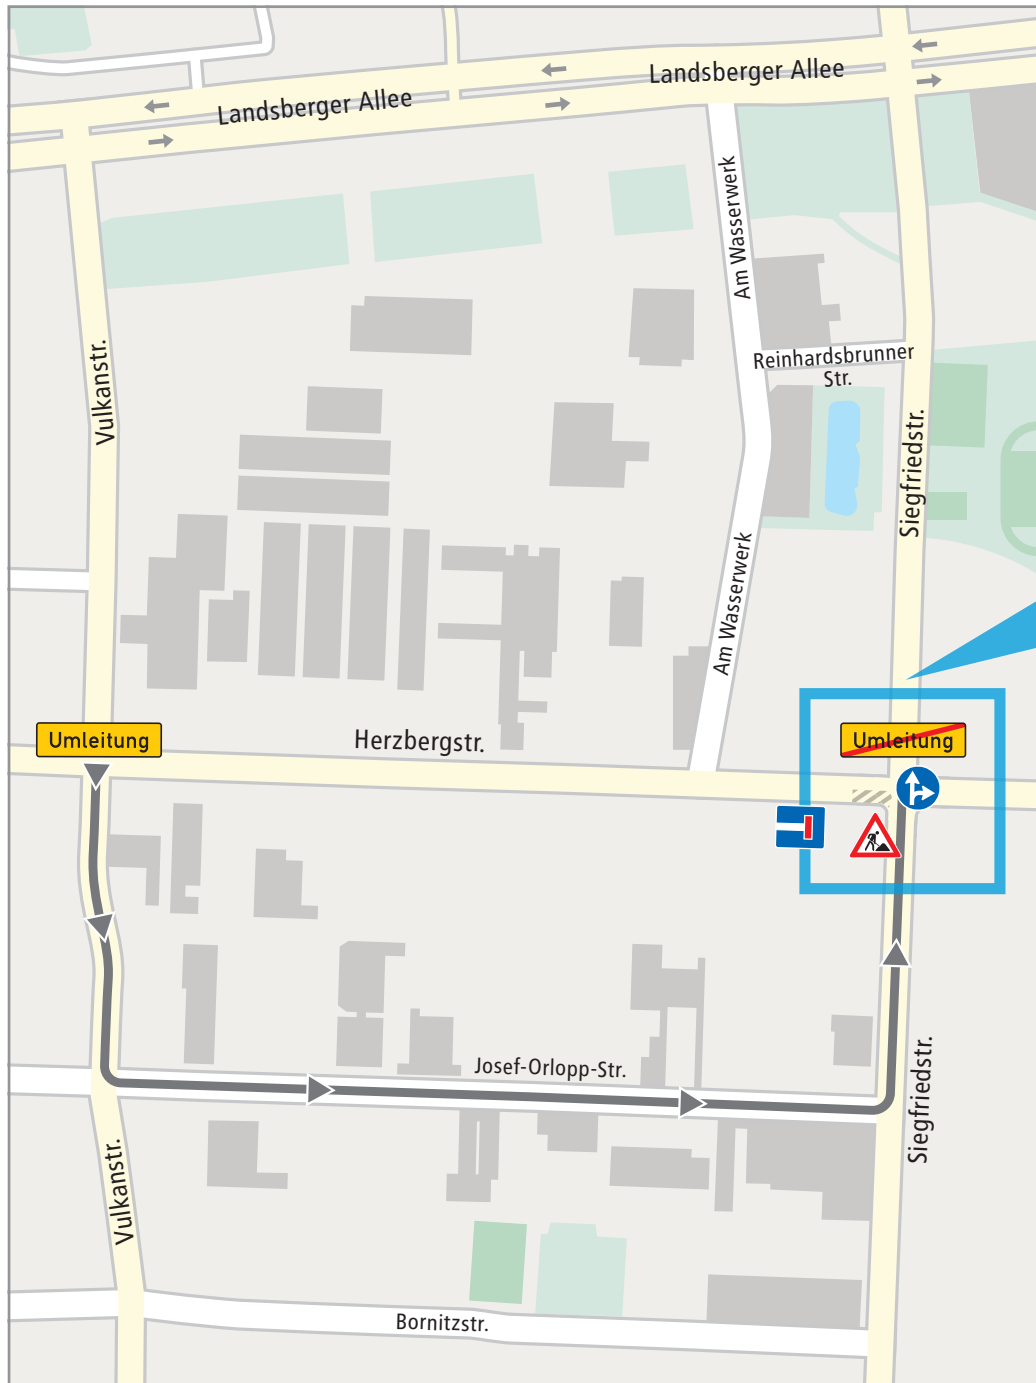 Landsberger Allee
Landsberger Allee
Am Wasserwerk
Vulkanstr.
Reinhardsbrunner
Str.
Siegfriedstr.
Am Wasserwerk
Umleitung
Herzbergstr.
Umleitung
Josef-Orlopp-Str.
Siegfriedstr.
Vulkanstr.
Bornitzstr.